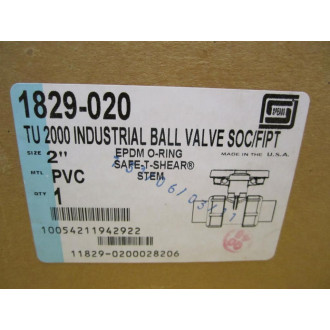 1829-020
TU 2000 INDUSTRIAL BALL VALVE SOC/FIPT
SIZE 2" EPDM O-RING
SAFE-T-SHEAR®
MTL PVC STEM
QTY 1
MADE IN THE U.S.A.
10054211942922
11829-0200028206